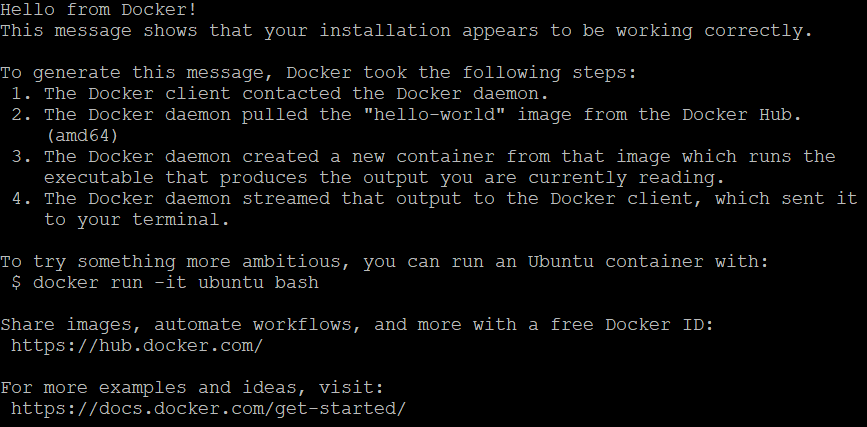 Hello from Docker!
This message shows that your installation appears to be working correctly.
To generate this message, Docker took the following steps:
1. The Docker client contacted the Docker daemon.
2. The Docker daemon pulled the "hello-world" image from the Docker Hub.
(amd64)
3. The Docker daemon created a new container from that image which runs the
executable that produces the output you are currently reading.
4. The Docker daemon streamed that output to the Docker client, which sent it
to your terminal.
To try something more ambitious, you can run an Ubuntu container with:
$ docker run -it ubuntu bash
Share images, automate workflows, and more with a free Docker ID:
https://hub.docker.com/
For more examples and ideas, visit:
https://docs.docker.com/get-started/